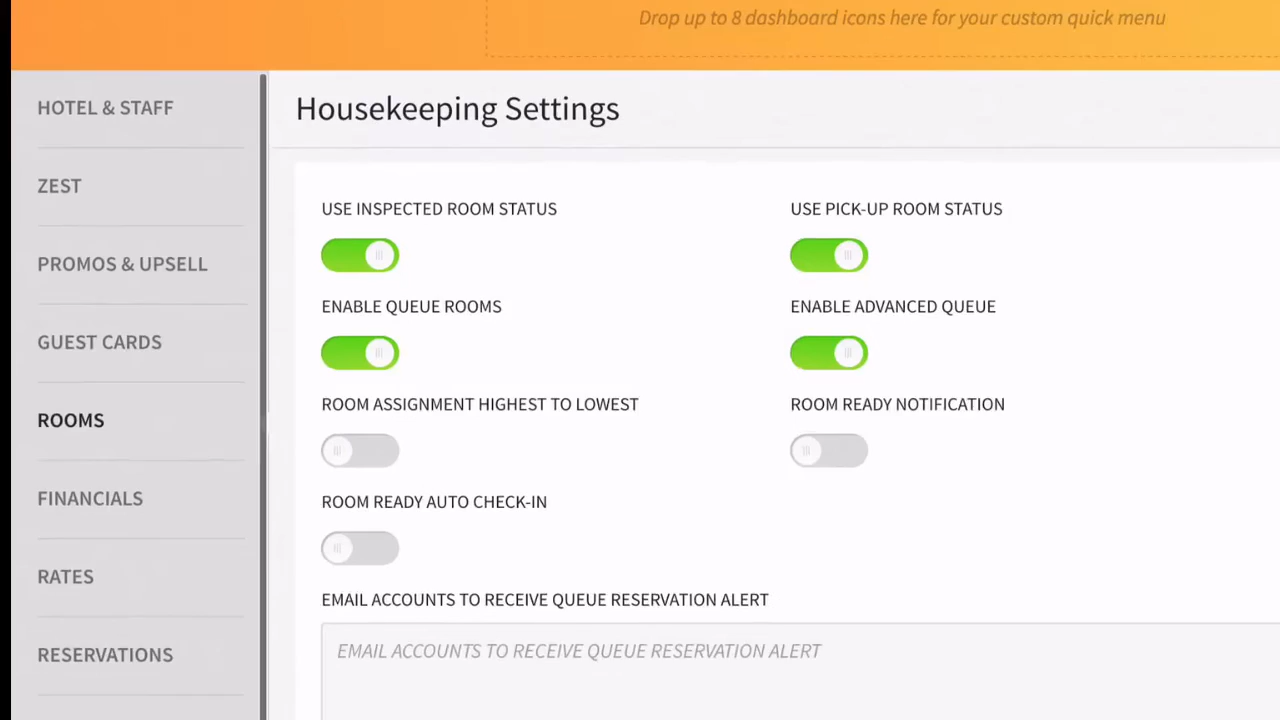 Drop up to 8 dashboard icons here for your custom quick menu
HOTEL & STAFF
ZEST
PROMOS & UPSELL
GUEST CARDS
ROOMS
FINANCIALS
RATES
RESERVATIONS
Housekeeping Settings
USE INSPECTED ROOM STATUS
USE PICK-UP ROOM STATUS
ENABLE QUEUE ROOMS
ENABLE ADVANCED QUEUE
ROOM ASSIGNMENT HIGHEST TO LOWEST
ROOM READY NOTIFICATION
ROOM READY AUTO CHECK-IN
EMAIL ACCOUNTS TO RECEIVE QUEUE RESERVATION ALERT
EMAIL ACCOUNTS TO RECEIVE QUEUE RESERVATION ALERT